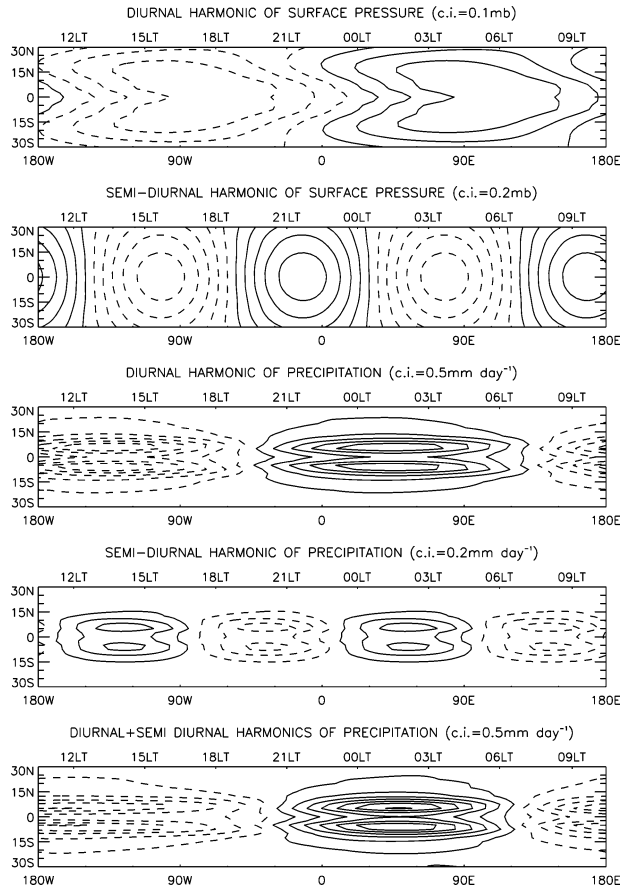 DIURNAL HARMONIC OF SURFACE PRESSURE (c.i.=0.1mb)
12LT 15LT 18LT 21LT 00LT 03LT 06LT 09LT
30N
15N
0
15S
30S
180W 90W 0 90E 180E
SEMI-DIURNAL HARMONIC OF SURFACE PRESSURE (c.i.=0.2mb)
12LT 15LT 18LT 21LT 00LT 03LT 06LT 09LT
30N
15N
0
15S
30S
180W 90W 0 90E 180E
DIURNAL HARMONIC OF PRECIPITATION (c.i.=0.5mm day⁻¹)
12LT 15LT 18LT 21LT 00LT 03LT 06LT 09LT
30N
15N
0
15S
30S
180W 90W 0 90E 180E
SEMI-DIURNAL HARMONIC OF PRECIPITATION (c.i.=0.2mm day⁻¹)
12LT 15LT 18LT 21LT 00LT 03LT 06LT 09LT
30N
15N
0
15S
30S
180W 90W 0 90E 180E
DIURNAL+SEMI DIURNAL HARMONICS OF PRECIPITATION (c.i.=0.5mm day⁻¹)
12LT 15LT 18LT 21LT 00LT 03LT 06LT 09LT
30N
15N
0
15S
30S
180W 90W 0 90E 180E